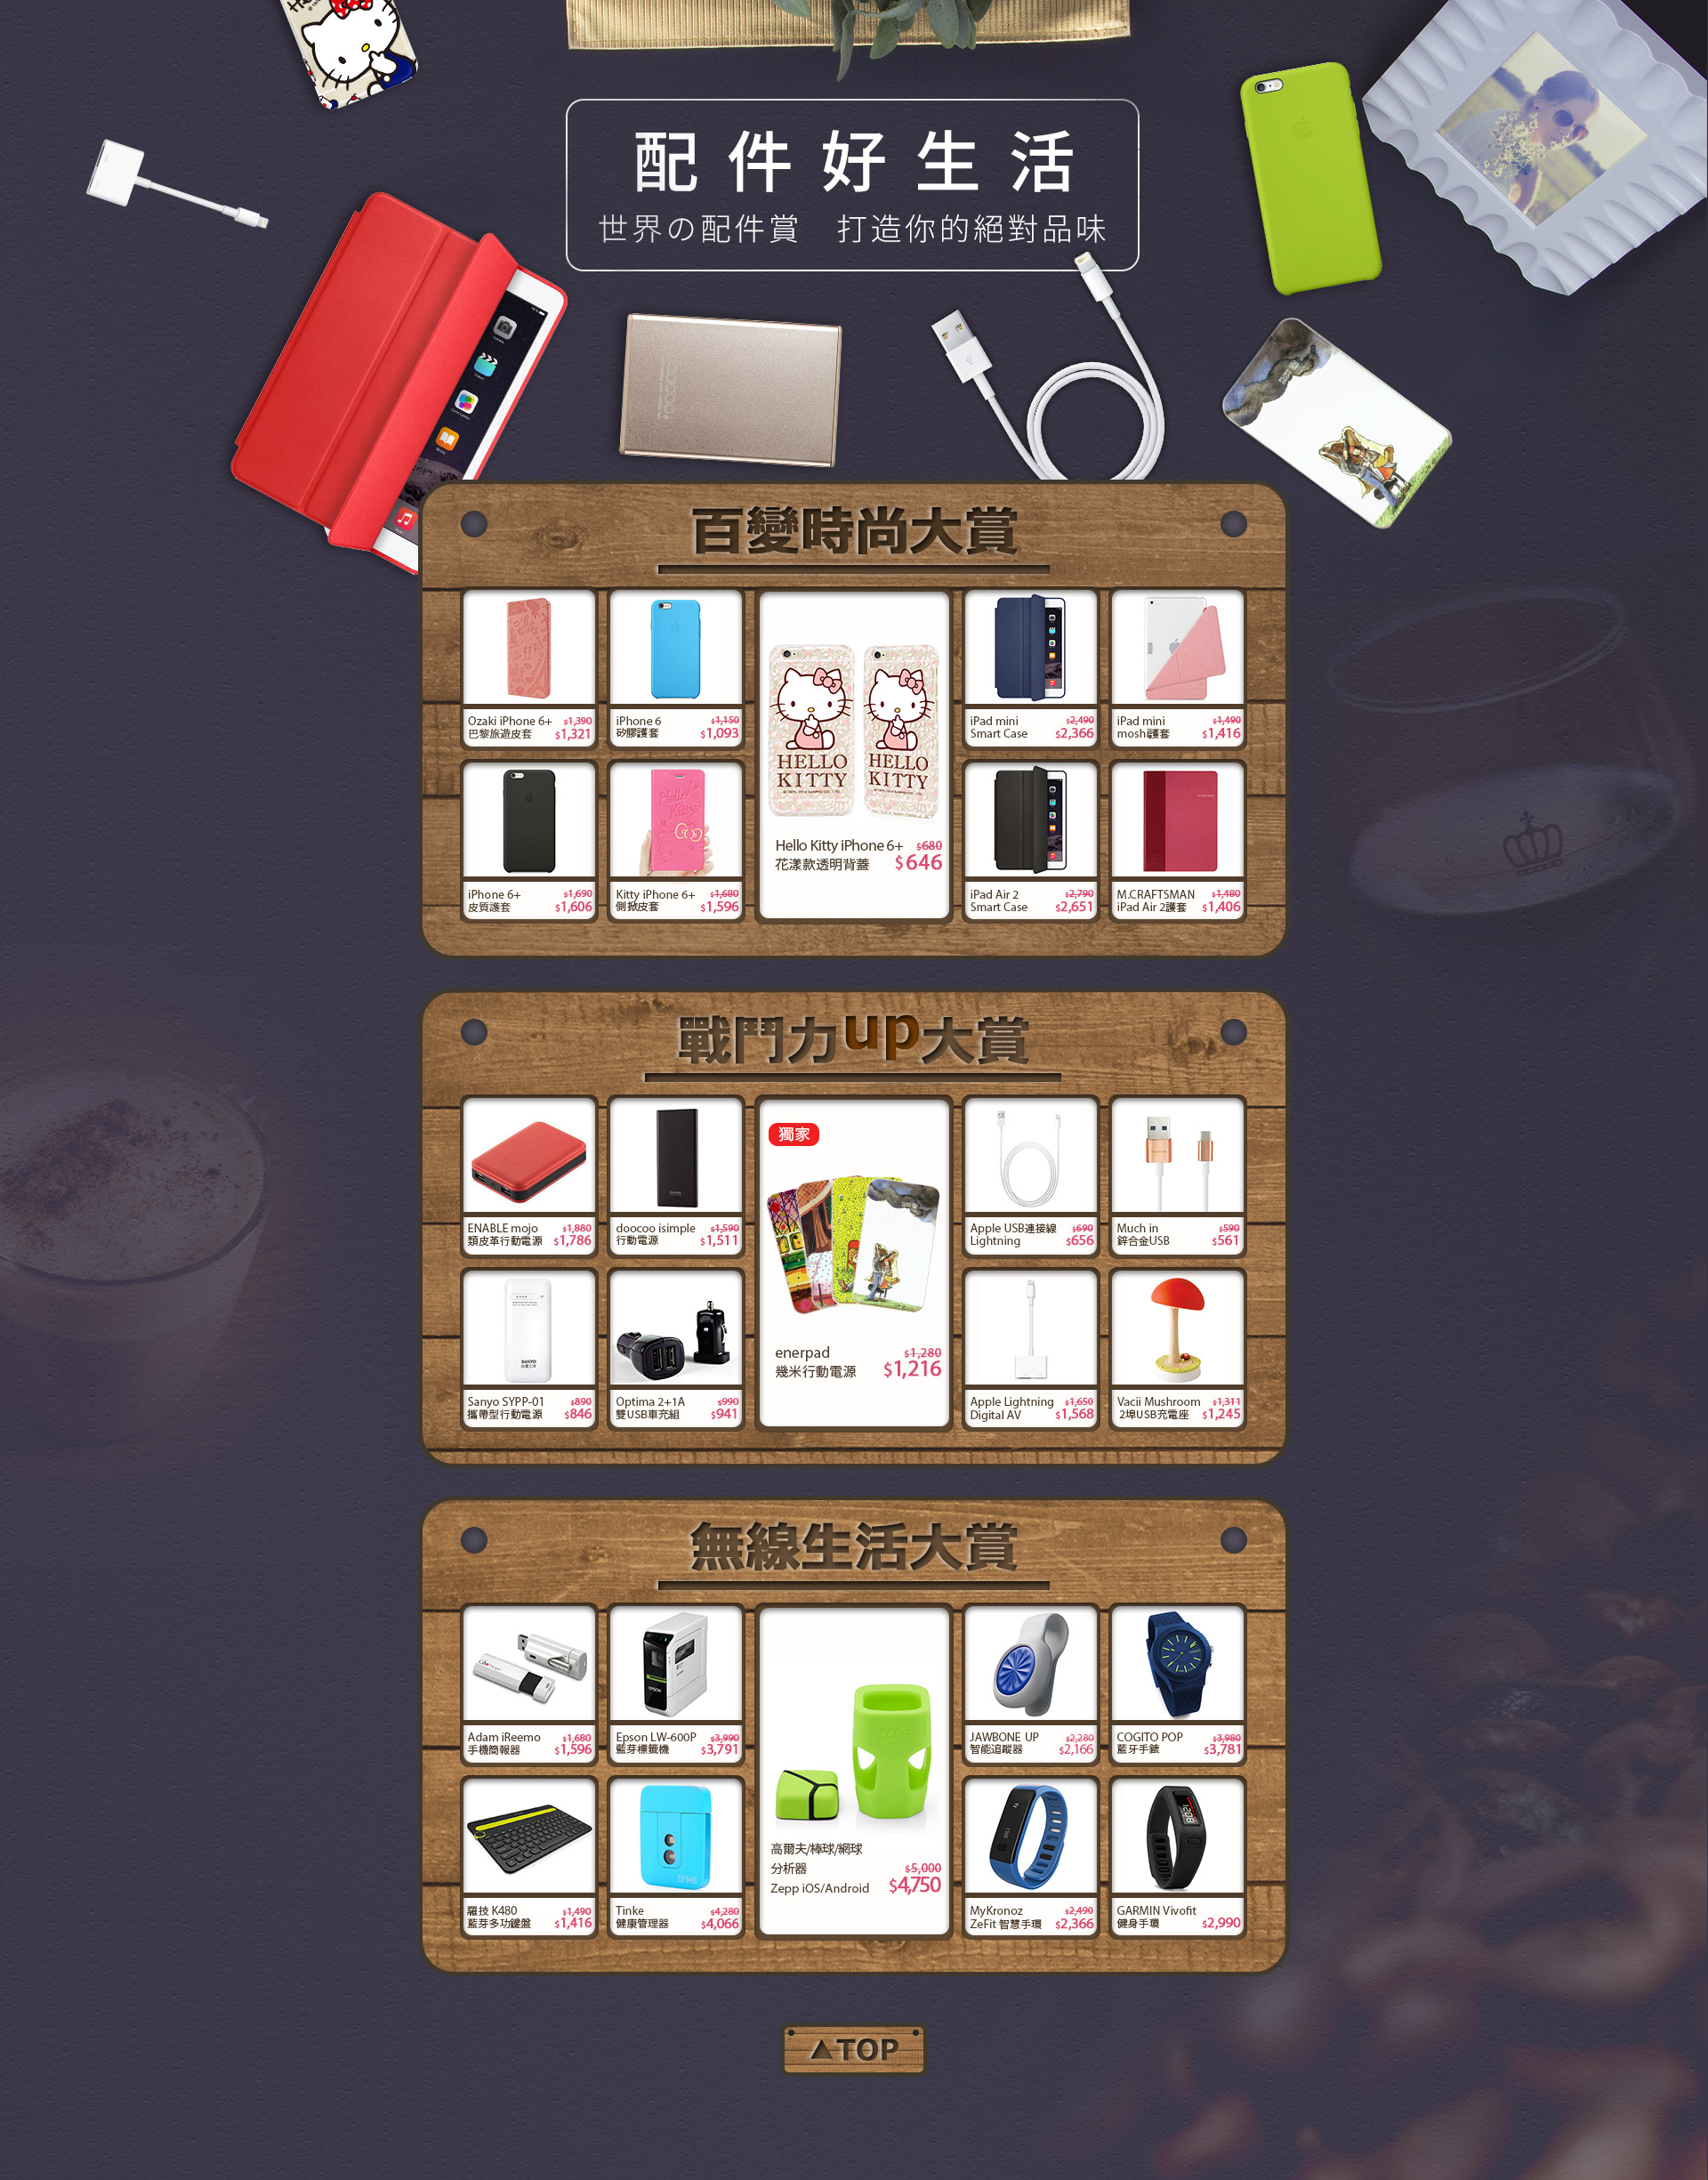 配件好生活
世界の配件賞 打造你的絕對品味
百變時尚大賞
Ozaki iPhone 6+ $1,390
巴黎旅遊皮套 $1,321
iPhone 6 $1,150
矽膠護套 $1,093
HELLO KITTY
HELLO KITTY
Hello Kitty iPhone 6+ $680
花漾款透明背蓋 $646
iPad mini $2,490
Smart Case $2,366
iPad mini $1,490
moshi護套 $1,416
iPhone 6+ $1,690
皮質護套 $1,606
Hello Kitty
Kitty iPhone 6+ $1,680
側掀皮套 $1,596
iPad Air 2 $2,790
Smart Case $2,651
M.CRAFTSMAN $1,480
iPad Air 2護套 $1,406
戰鬥力up大賞
ENABLE mojo $1,880
類皮革行動電源 $1,786
doocoo isimple $1,590
行動電源 $1,511
獨家
enerpad $1,280
幾米行動電源 $1,216
Apple USB連接線 $690
Lightning $656
Much in $590
鋅合金USB $561
SANYO
台灣三洋
Sanyo SYPP-01 $890
攜帶型行動電源 $846
Optima 2+1A $990
雙USB車充組 $941
Apple Lightning $1,650
Digital AV $1,568
Vacii Mushroom $1,311
2埠USB充電座 $1,245
無線生活大賞
Adam iReemo $1,680
手機簡報器 $1,596
EPSON
Epson LW-600P $3,990
藍芽標籤機 $3,791
ZEPP
高爾夫/棒球/網球
分析器 $5,000
Zepp iOS/Android $4,750
JAWBONE UP $2,280
智能追蹤器 $2,166
COGITO POP $3,980
藍牙手錶 $3,781
羅技 K480 $1,490
藍芽多功鍵盤 $1,416
tinke
Tinke $4,280
健康管理器 $4,066
MyKronoz $2,490
ZeFit 智慧手環 $2,366
GARMIN Vivofit
健身手環 $2,990
▲TOP